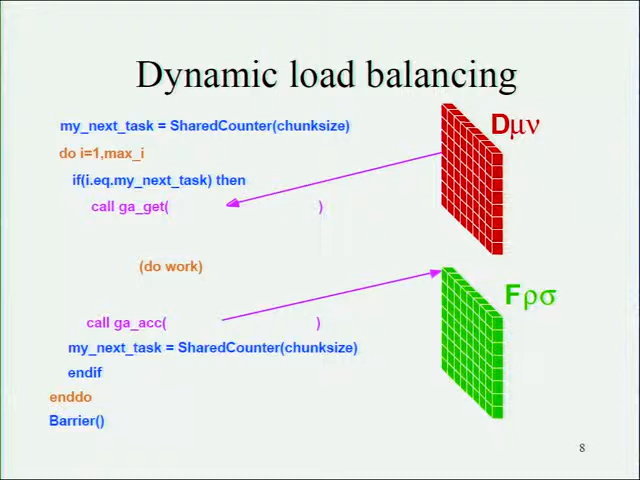 Dynamic load balancing
my_next_task = SharedCounter(chunksize)
do i=1,max_i
if(i.eq.my_next_task) then
call ga_get( )
(do work)
call ga_acc( )
my_next_task = SharedCounter(chunksize)
endif
enddo
Barrier()
Dμν
Fρσ
8